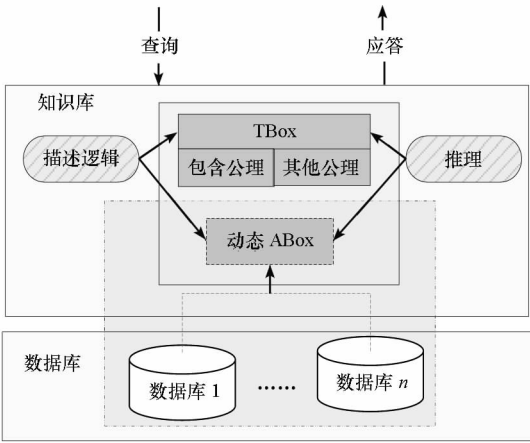 查询
应答
知识库
TBox
描述逻辑
包含公理
其他公理
推理
动态 ABox
数据库
数据库 1
……
数据库 n